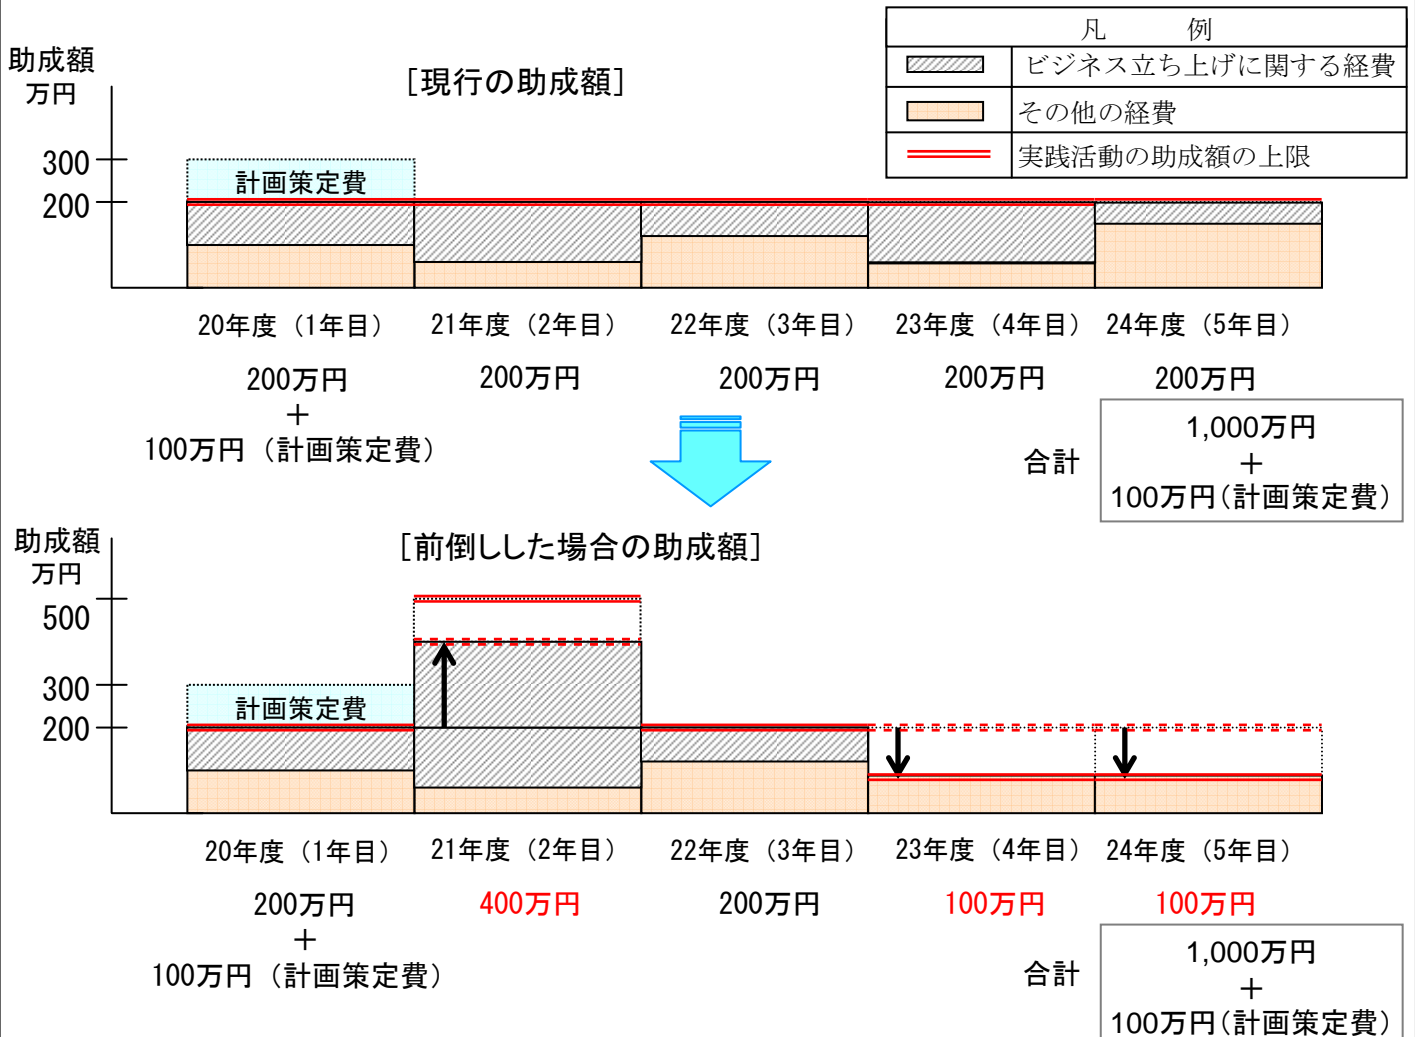 凡　　例
ビジネス立ち上げに関する経費
その他の経費
実践活動の助成額の上限
助成額
万円
［現行の助成額］
300
200
計画策定費
20年度（1年目）
21年度（2年目）
22年度（3年目）
23年度（4年目）
24年度（5年目）
200万円
＋
100万円（計画策定費）
200万円
200万円
200万円
200万円
合計
1,000万円
＋
100万円（計画策定費）
助成額
万円
［前倒しした場合の助成額］
500
300
200
計画策定費
20年度（1年目）
21年度（2年目）
22年度（3年目）
23年度（4年目）
24年度（5年目）
200万円
＋
100万円（計画策定費）
400万円
200万円
100万円
100万円
合計
1,000万円
＋
100万円（計画策定費）